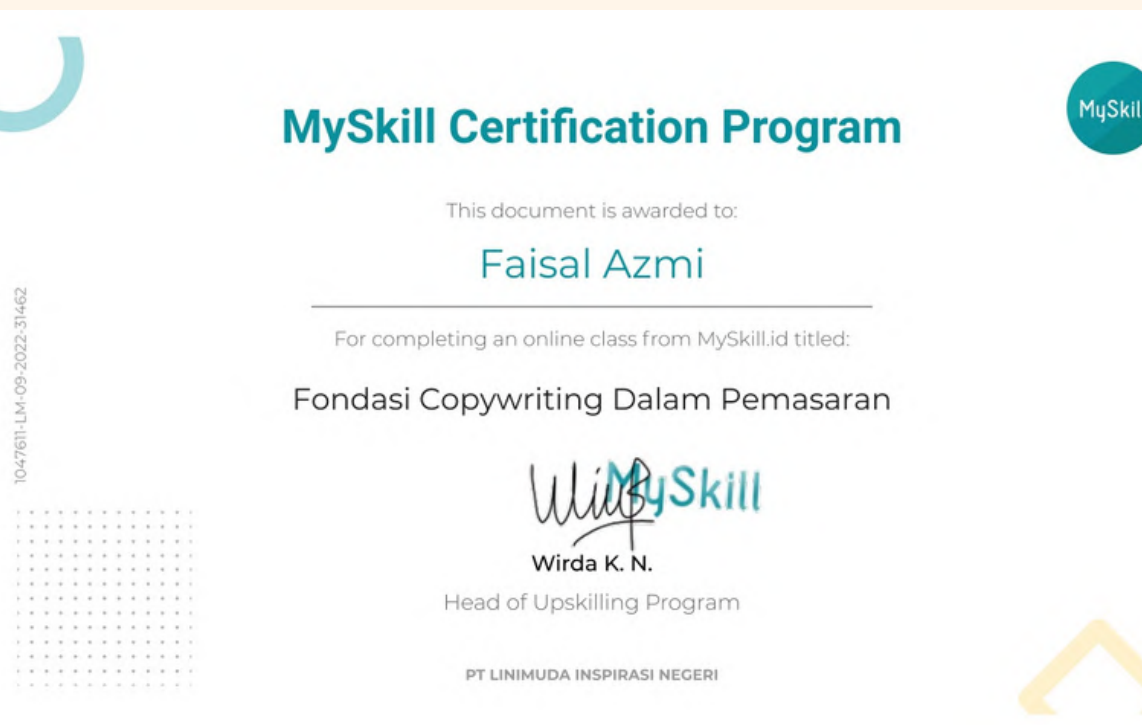 MySkill
MySkill Certification Program
This document is awarded to:
Faisal Azmi
For completing an online class from MySkill.id titled:
Fondasi Copywriting Dalam Pemasaran
MySkill
Wirda K. N.
Head of Upskilling Program
PT LINIMUDA INSPIRASI NEGERI
1047611-LM-09-2022-31462